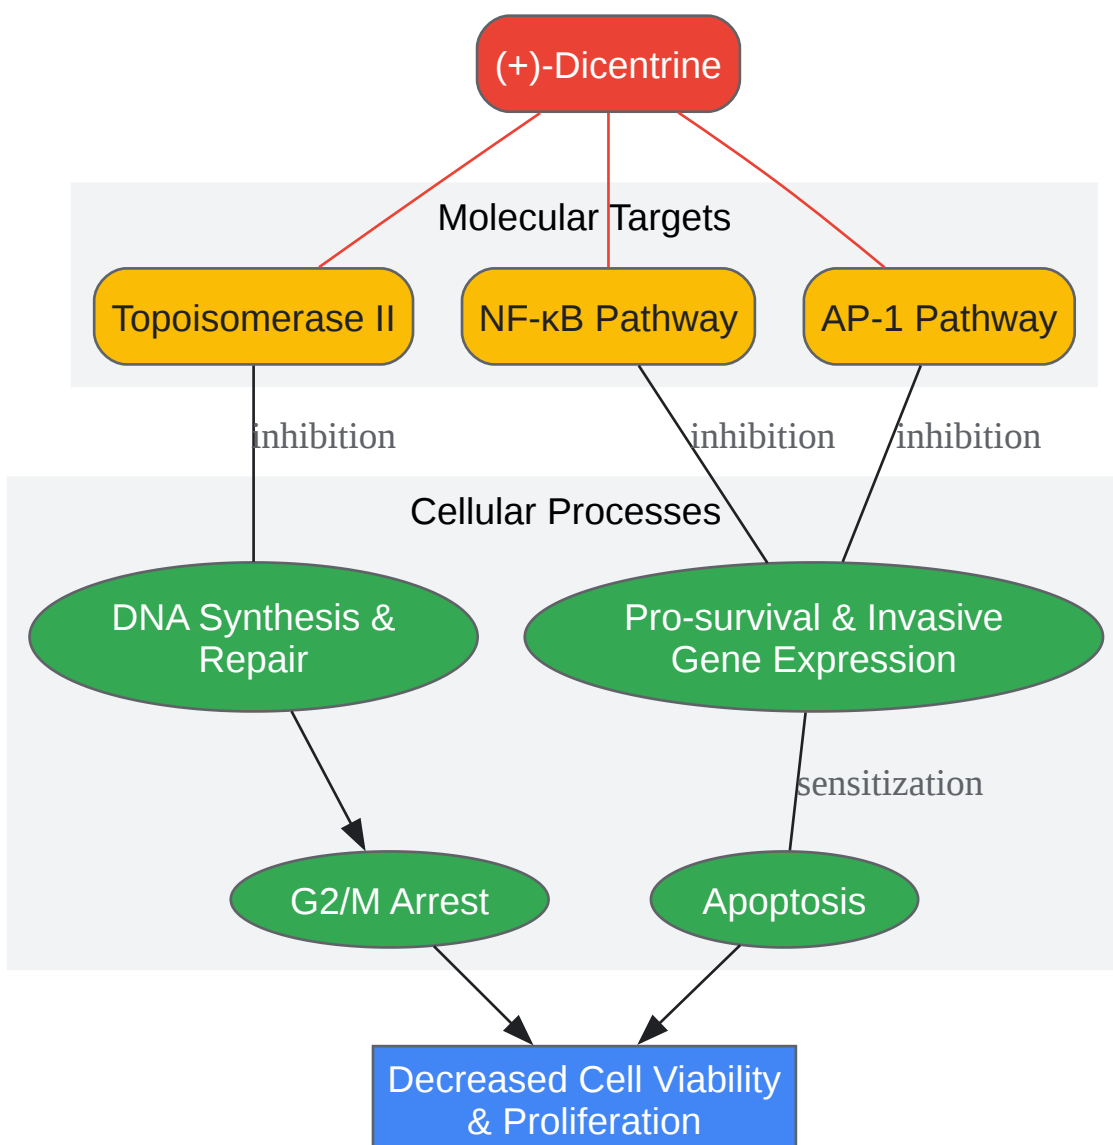 (+)-Dicentrine
Molecular Targets
Topoisomerase II
NF-κB Pathway
AP-1 Pathway
inhibition
inhibition
inhibition
Cellular Processes
DNA Synthesis &
Repair
Pro-survival & Invasive
Gene Expression
sensitization
G2/M Arrest
Apoptosis
Decreased Cell Viability
& Proliferation